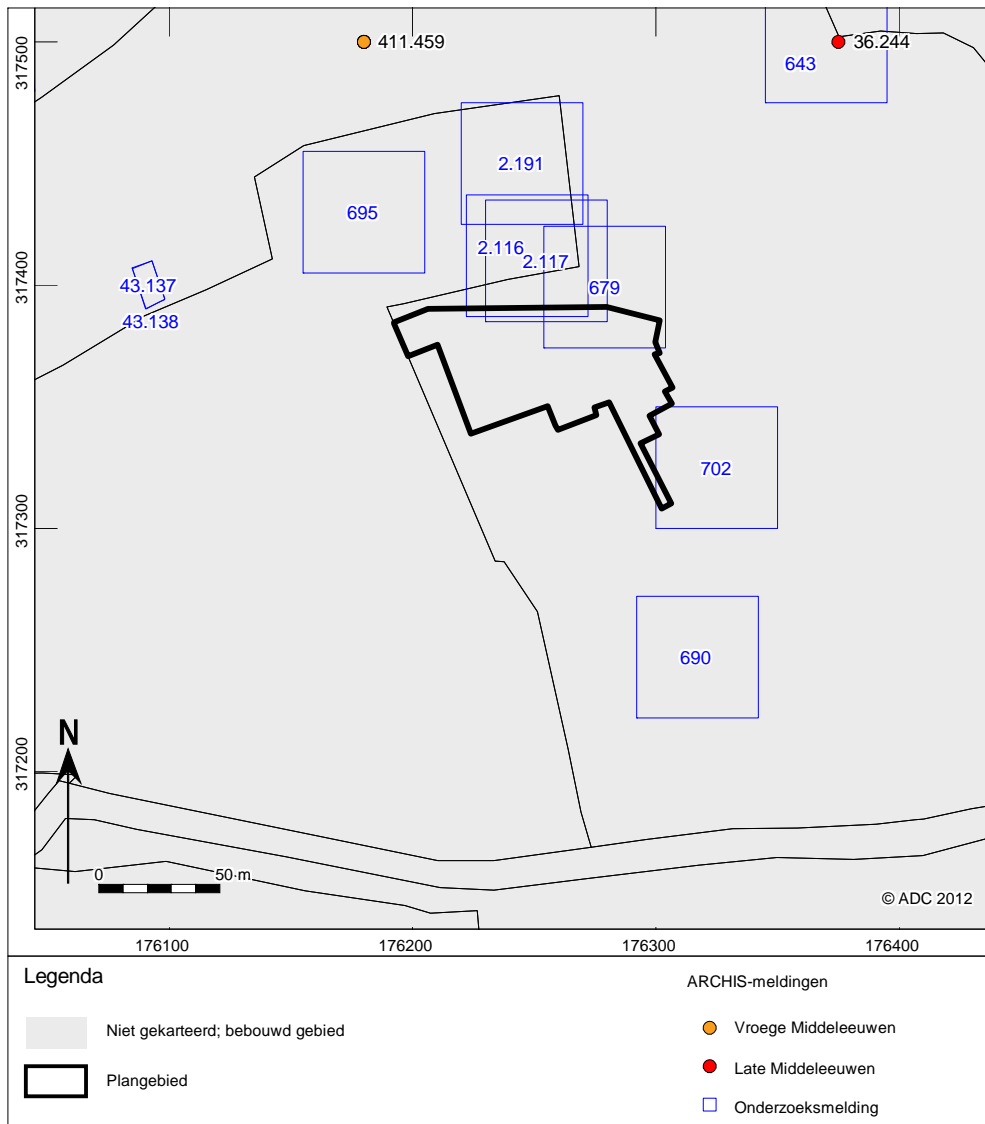 317500
411.459
36.244
643
2.191
695
2.116
2.117
679
317400
43.137
43.138
702
317300
690
317200
N
0
50 m
© ADC 2012
176100
176200
176300
176400
Legenda
ARCHIS-meldingen
Niet gekarteerd; bebouwd gebied
Vroege Middeleeuwen
Plangebied
Late Middeleeuwen
Onderzoeksmelding